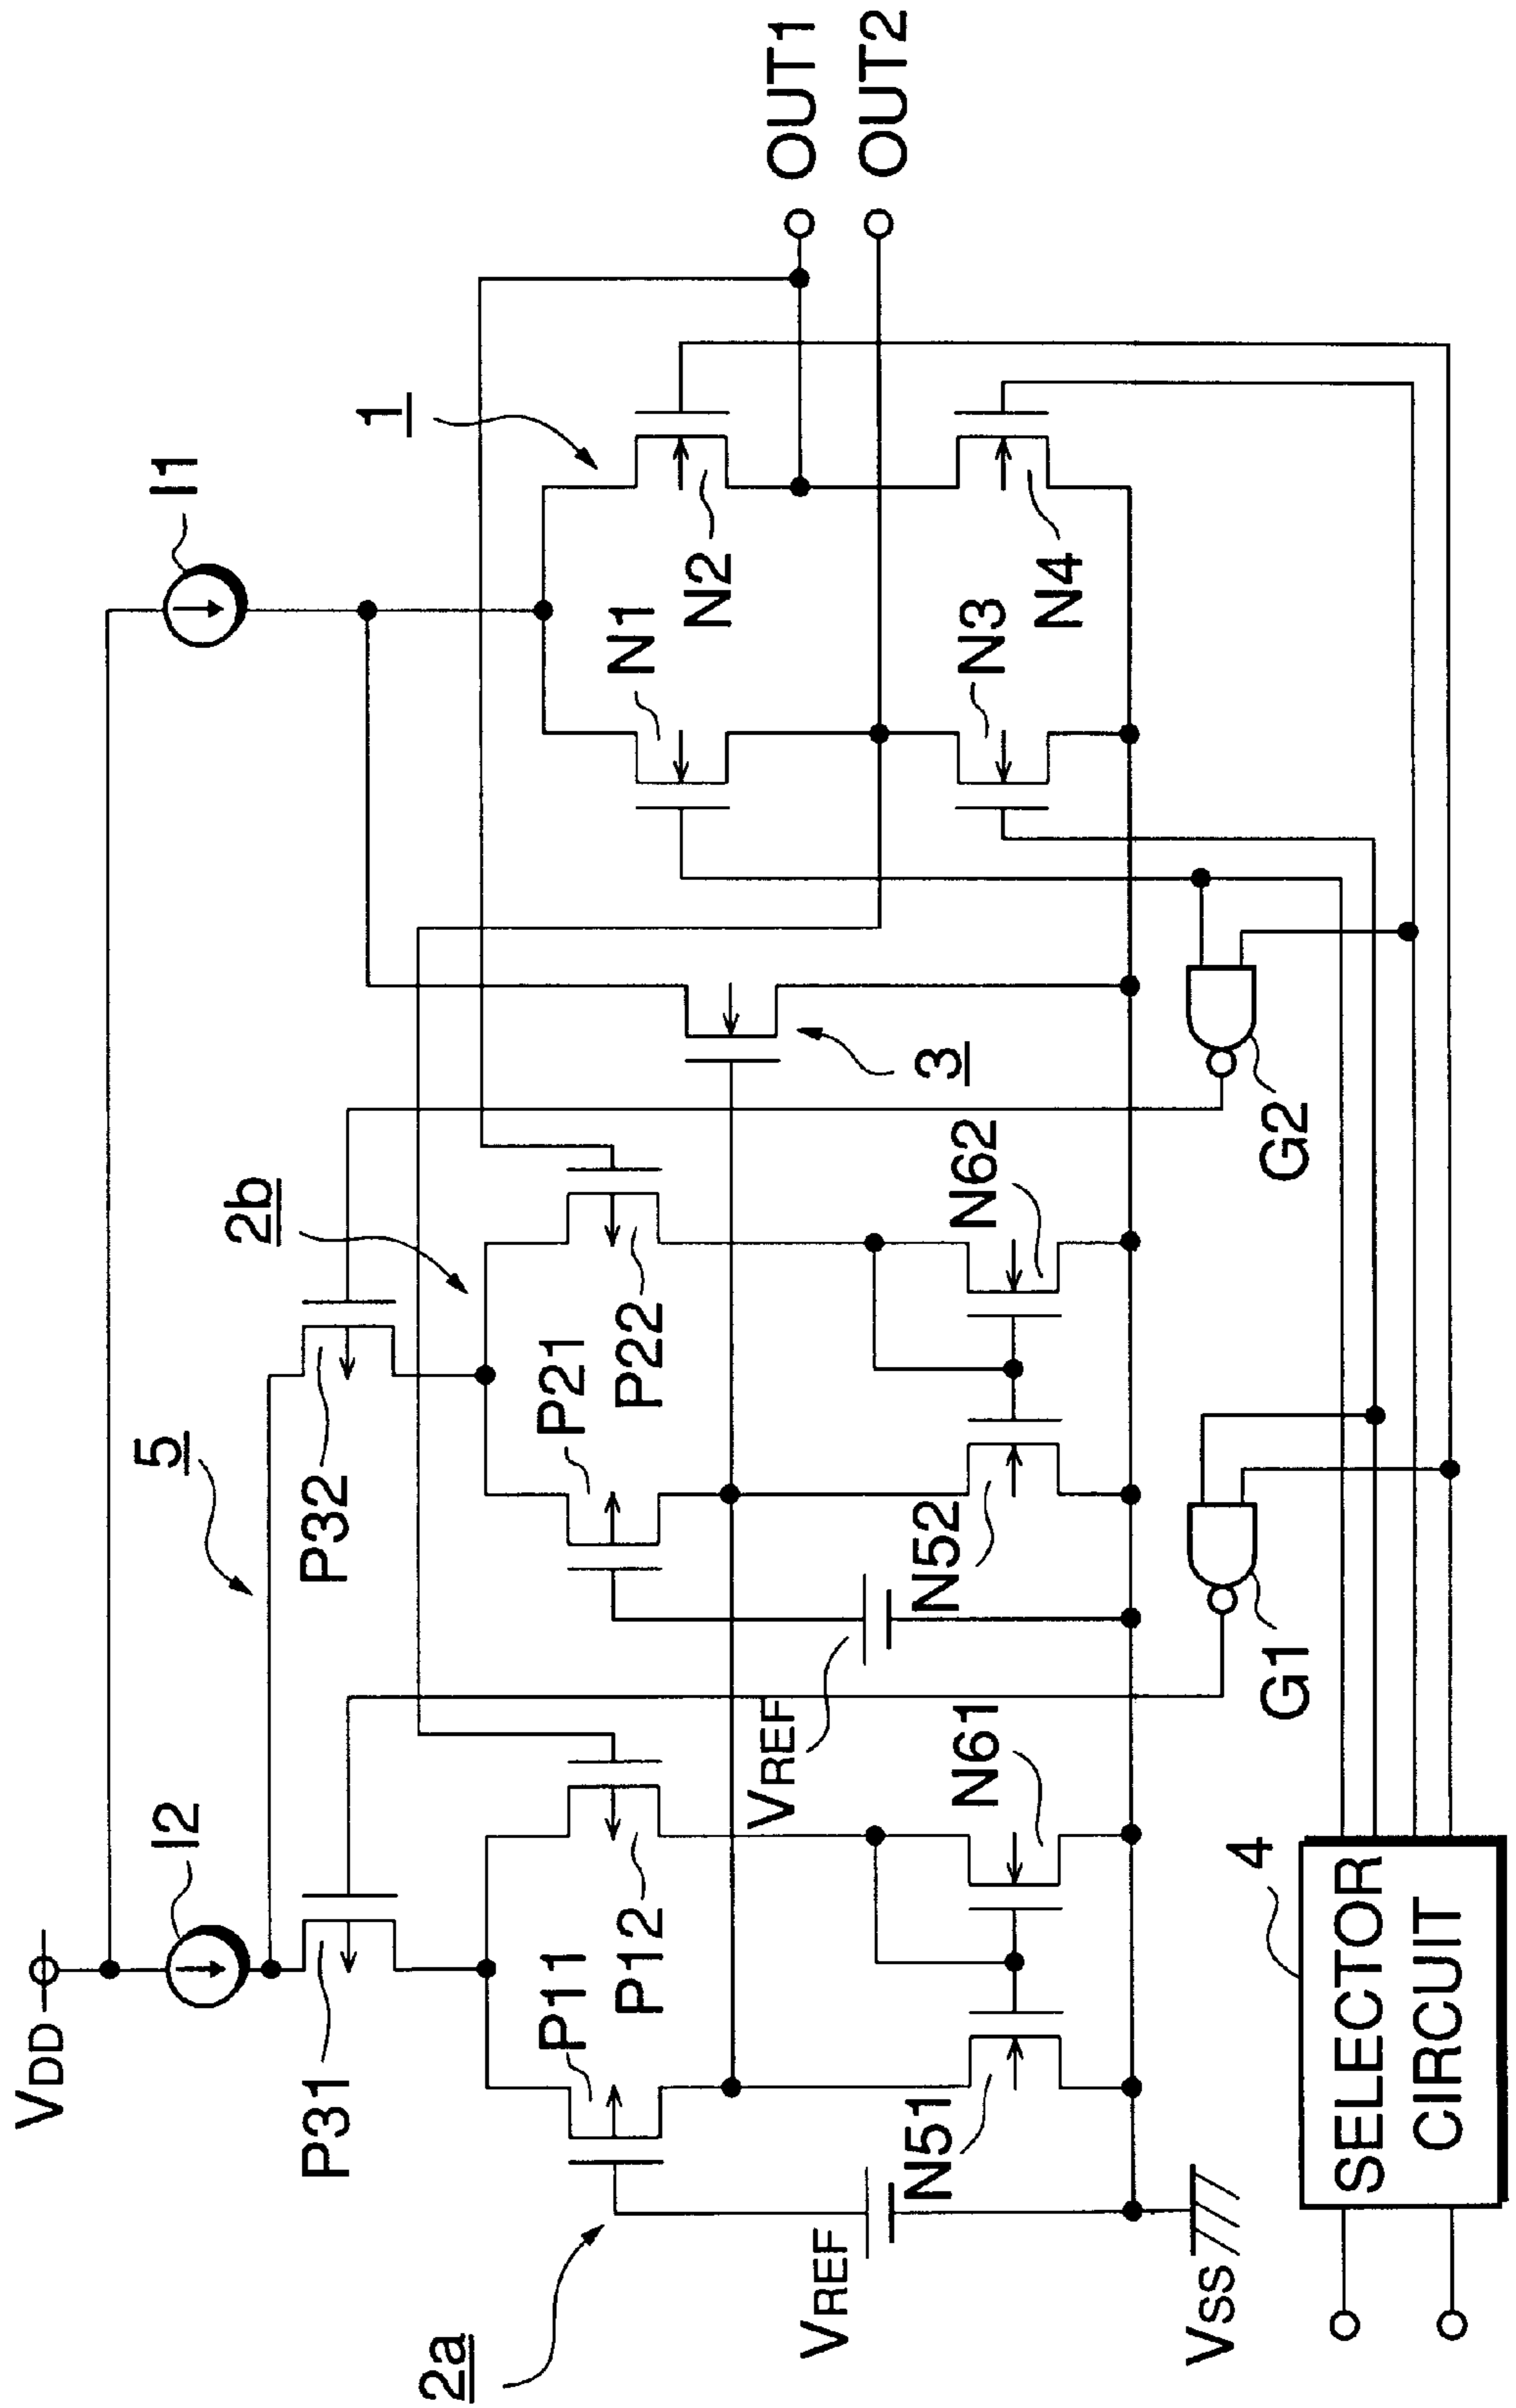 VDD
I2
I1
5
P31
P32
2b
1
2a
P11
P12
P21
P22
N1
N2
OUT1
OUT2
VREF
VREF
3
N51
N61
N52
N62
N3
N4
VSS
G1
G2
4
SELECTOR
CIRCUIT